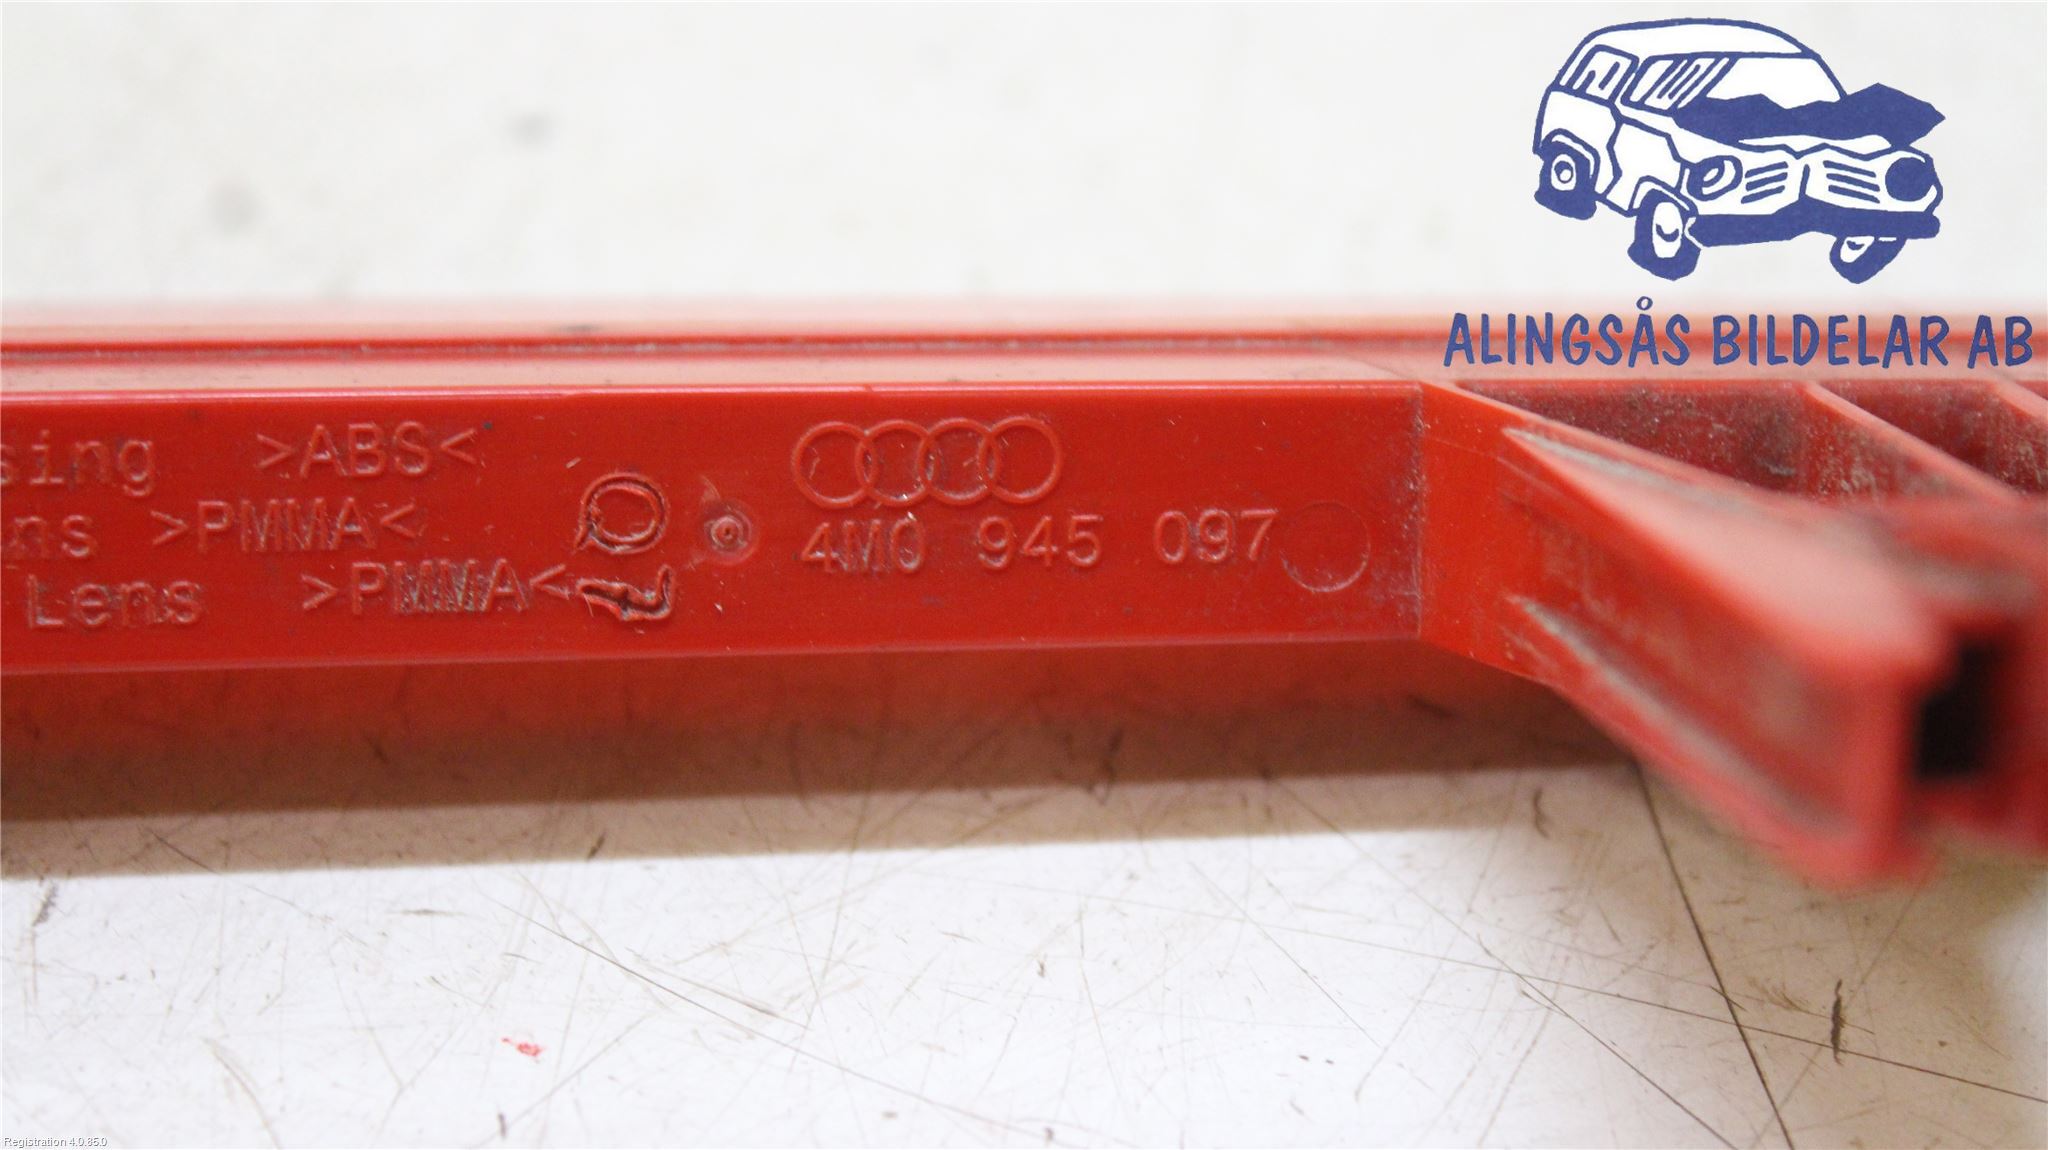 ALINGSÅS BILDELAR AB
sing >ABS<
ns >PMMA<
Lens >PMMA<
4M0 945 097
Registration 4.0.85.0